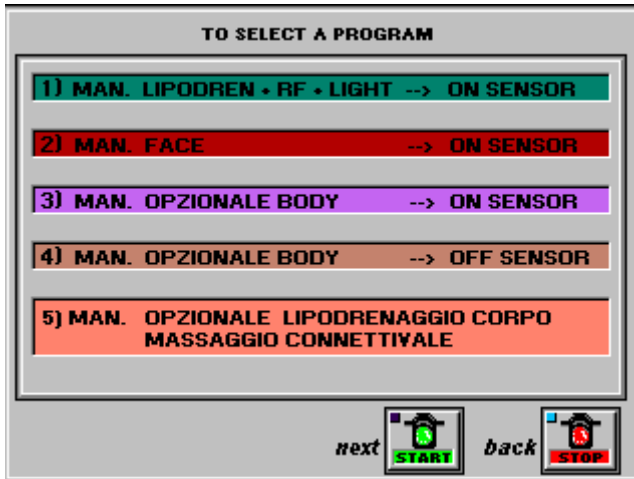 TO SELECT A PROGRAM
1) MAN. LIPODREN + RF + LIGHT --> ON SENSOR
2) MAN. FACE --> ON SENSOR
3) MAN. OPZIONALE BODY --> ON SENSOR
4) MAN. OPZIONALE BODY --> OFF SENSOR
5) MAN. OPZIONALE LIPODRENAGGIO CORPO
MASSAGGIO CONNETTIVALE
next START back STOP